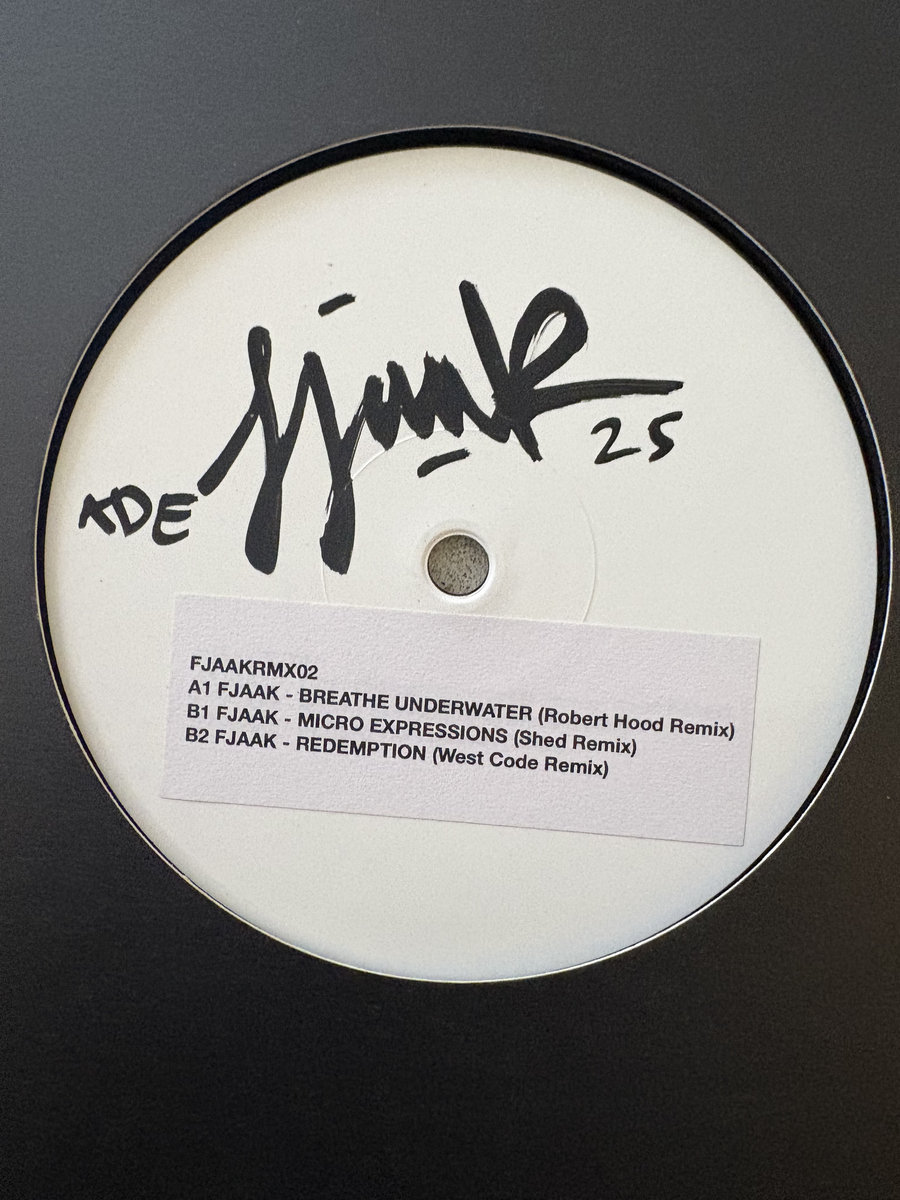 fjaak
25
ADE
FJAAKRMX02
A1 FJAAK - BREATHE UNDERWATER (Robert Hood Remix)
B1 FJAAK - MICRO EXPRESSIONS (Shed Remix)
B2 FJAAK - REDEMPTION (West Code Remix)